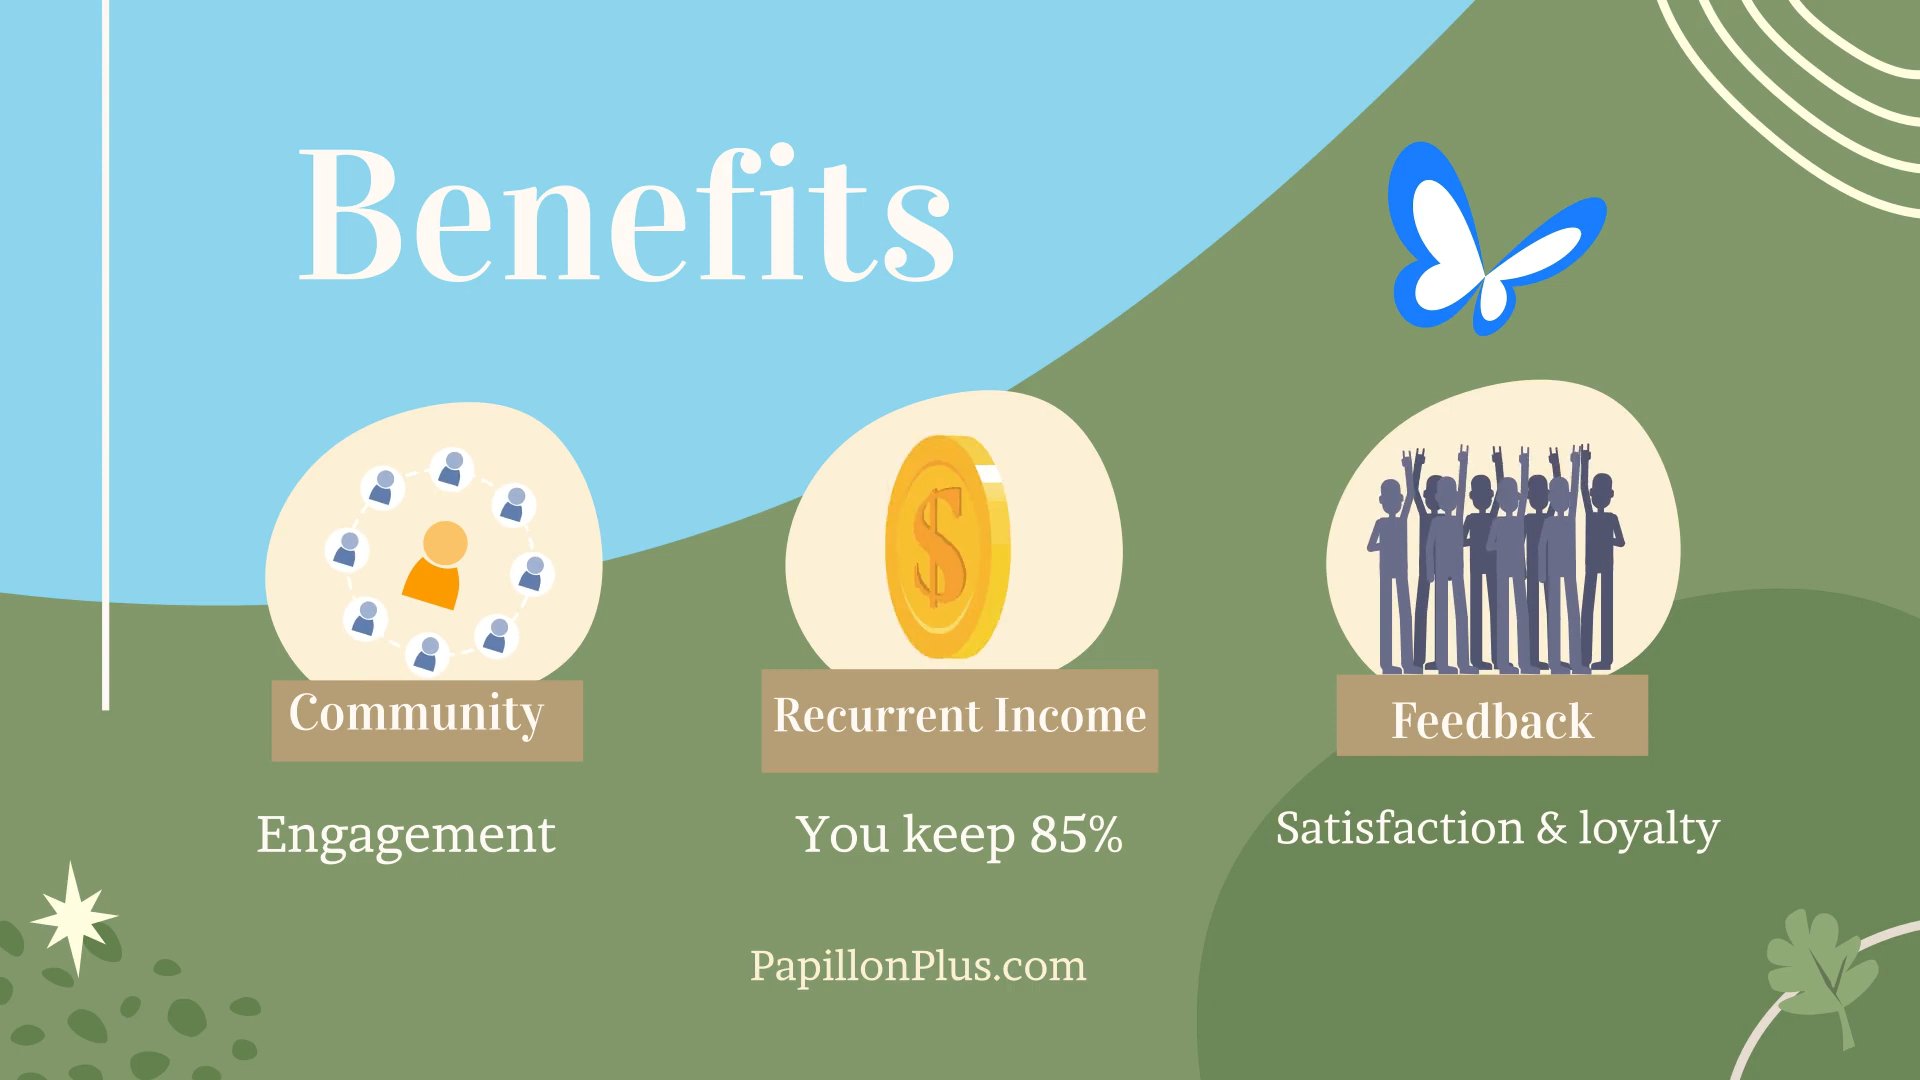 Benefits
Community
Recurrent Income
Feedback
Engagement
You keep 85%
Satisfaction & loyalty
PapillonPlus.com